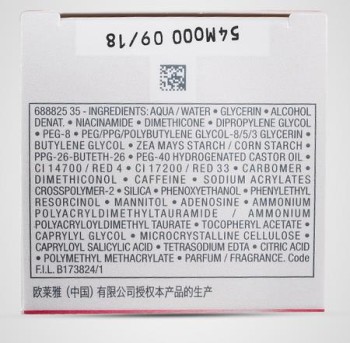 54M000 09/18
688825 35 - INGREDIENTS: AQUA / WATER • GLYCERIN • ALCOHOL
DENAT. • NIACINAMIDE • DIMETHICONE • DIPROPYLENE GLYCOL
• PEG-8 • PEG/PPG/POLYBUTYLENE GLYCOL-8/5/3 GLYCERIN •
BUTYLENE GLYCOL • ZEA MAYS STARCH / CORN STARCH •
PPG-26-BUTETH-26 • PEG-40 HYDROGENATED CASTOR OIL •
CI 14700 / RED 4 • CI 17200 / RED 33 • CARBOMER •
DIMETHICONOL • CAFFEINE • SODIUM ACRYLATES
CROSSPOLYMER-2 • SILICA • PHENOXYETHANOL • PHENYLETHYL
RESORCINOL • MANNITOL • ADENOSINE • AMMONIUM
POLYACRYLDIMETHYLTAURAMIDE / AMMONIUM
POLYACRYLOYLDIMETHYL TAURATE • TOCOPHERYL ACETATE •
CAPRYLYL GLYCOL • MICROCRYSTALLINE CELLULOSE •
CAPRYLOYL SALICYLIC ACID • TETRASODIUM EDTA • CITRIC ACID
• POLYMETHYL METHACRYLATE • PARFUM / FRAGRANCE. Code
F.I.L. B173824/1
欧莱雅（中国）有限公司授权本产品的生产